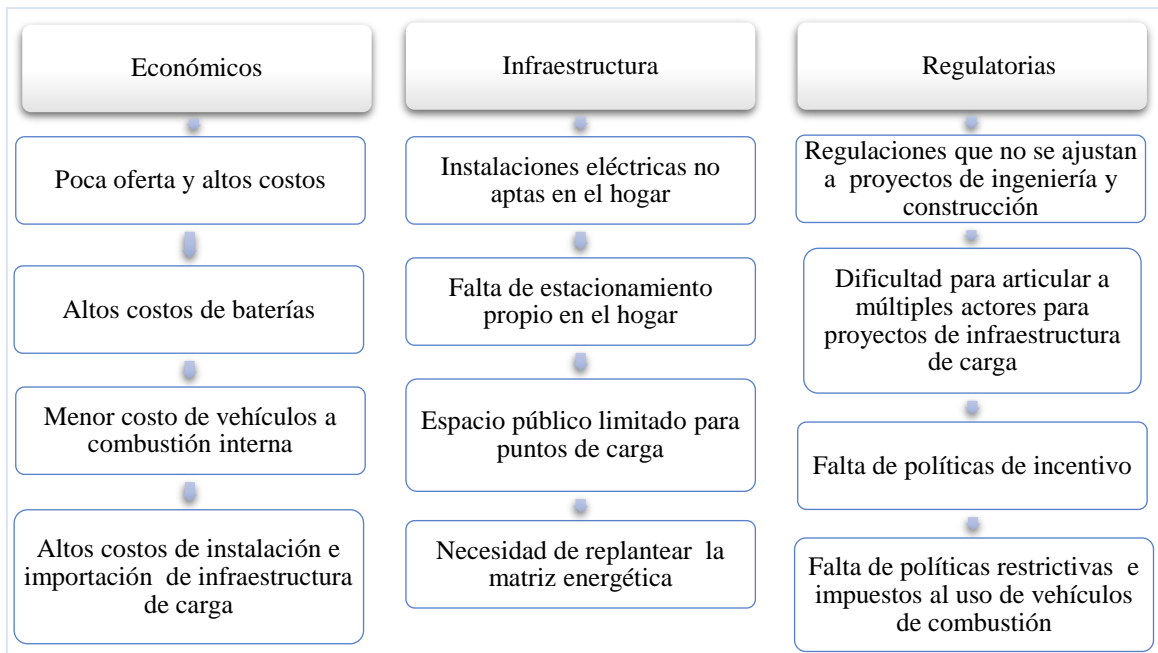 Económicos
Poca oferta y altos costos
Altos costos de baterías
Menor costo de vehículos a
combustión interna
Altos costos de instalación e
importación de infraestructura
de carga
Infraestructura
Instalaciones eléctricas no
aptas en el hogar
Falta de estacionamiento
propio en el hogar
Espacio público limitado para
puntos de carga
Necesidad de replantear la
matriz energética
Regulatorias
Regulaciones que no se ajustan
a proyectos de ingeniería y
construcción
Dificultad para articular a
múltiples actores para
proyectos de infraestructura
de carga
Falta de políticas de incentivo
Falta de políticas restrictivas e
impuestos al uso de vehículos
de combustión